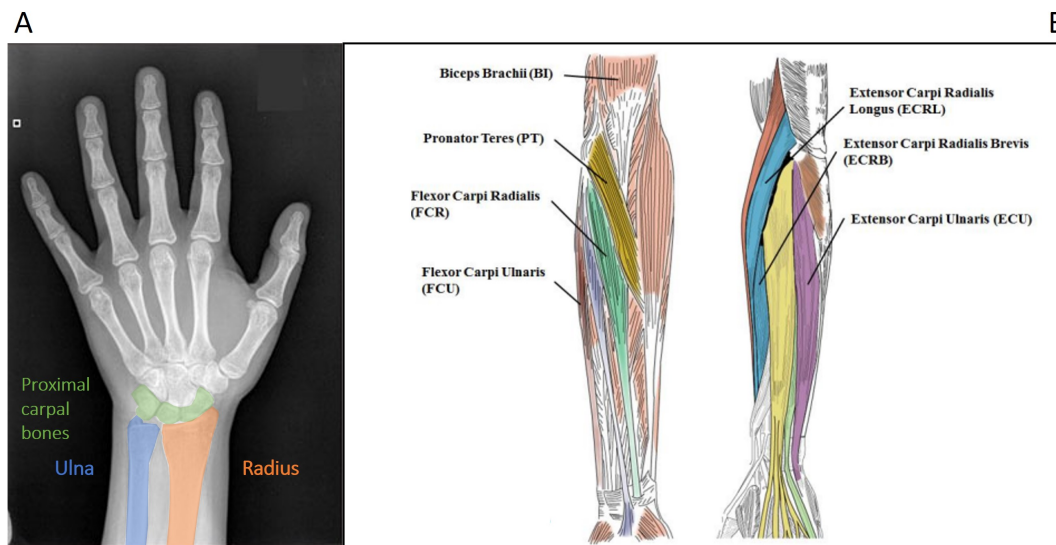 A
B
Proximal
carpal
bones
Ulna
Radius
Biceps Brachii (BI)
Pronator Teres (PT)
Flexor Carpi Radialis
(FCR)
Flexor Carpi Ulnaris
(FCU)
Extensor Carpi Radialis
Longus (ECRL)
Extensor Carpi Radialis Brevis
(ECRB)
Extensor Carpi Ulnaris (ECU)